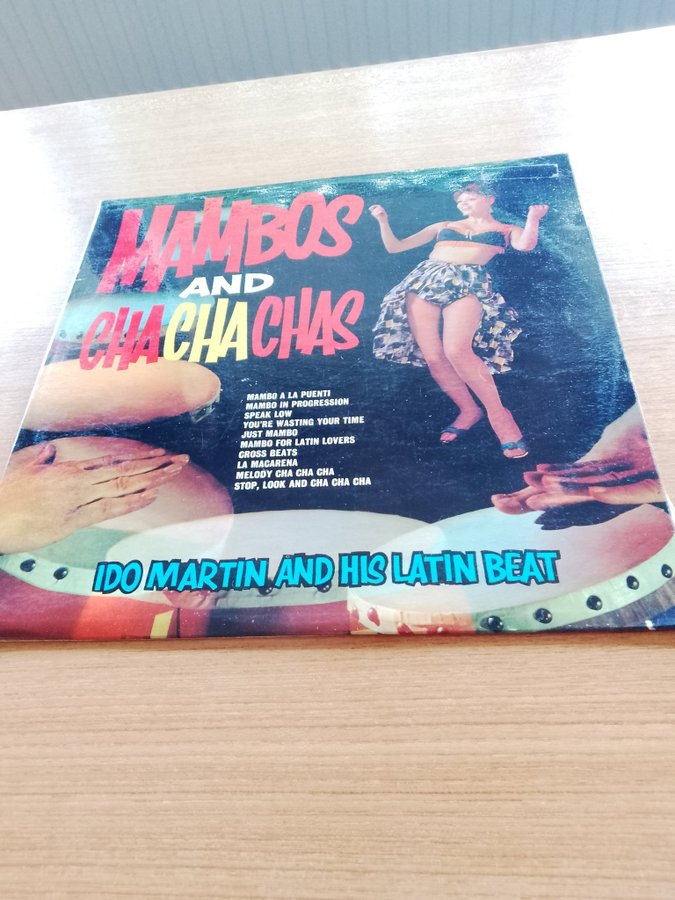 MAMBOS
AND
CHA CHA CHAS
MAMBO A LA PUENTI
MAMBO IN PROGRESSION
SPEAK LOW
YOU'RE WASTING YOUR TIME
JUST MAMBO
MAMBO FOR LATIN LOVERS
CROSS BEATS
LA MACARENA
MELODY CHA CHA CHA
STOP, LOOK AND CHA CHA CHA
IDO MARTIN AND HIS LATIN BEAT